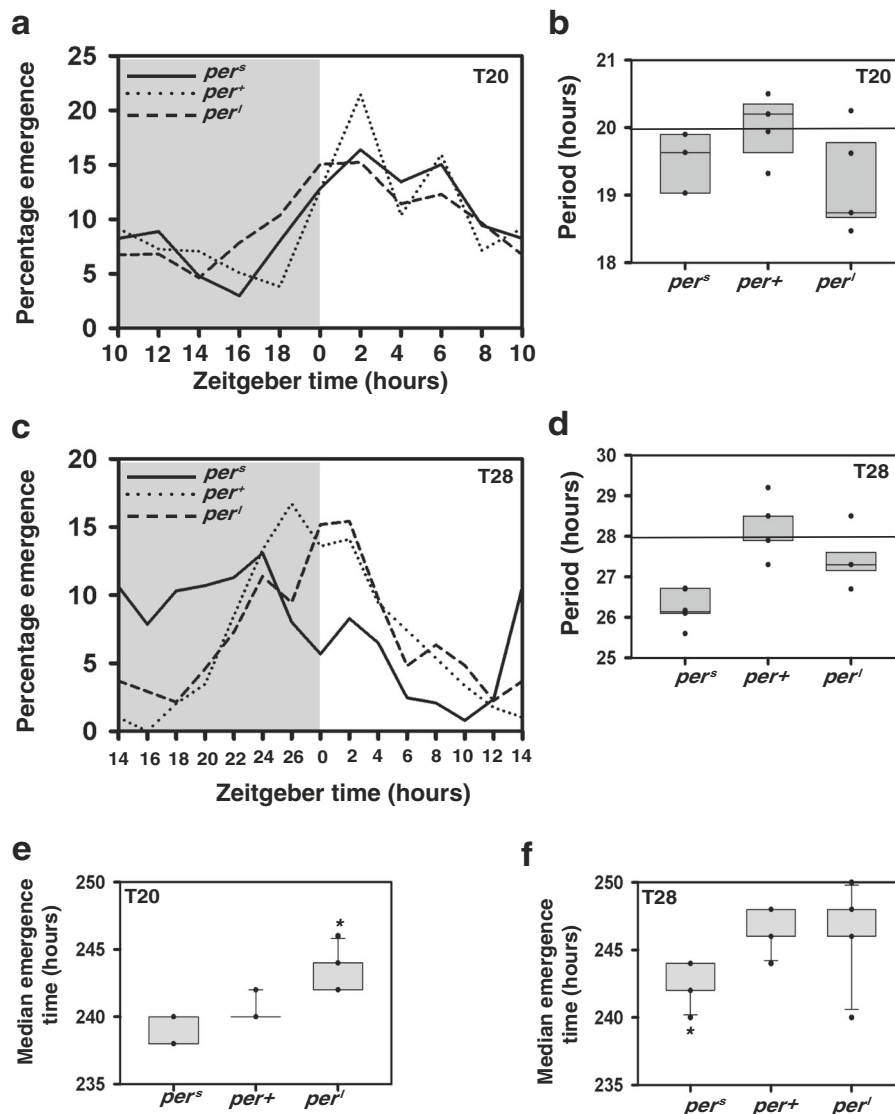 a
25
20
15
10
5
0
Percentage emergence
per^s
per^+
per^l
T20
10 12 14 16 18 0 2 4 6 8 10
Zeitgeber time (hours)
b
21
20
19
18
Period (hours)
T20
per^s per+ per^l
c
20
15
10
5
0
Percentage emergence
per^s
per^+
per^l
T28
14 16 18 20 22 24 26 0 2 4 6 8 10 12 14
Zeitgeber time (hours)
d
30
29
28
27
26
25
Period (hours)
T28
per^s per+ per^l
e
250
245
240
235
Median emergence
time (hours)
T20
*
per^s per+ per^l
f
250
245
240
235
Median emergence
time (hours)
T28
*
per^s per+ per^l